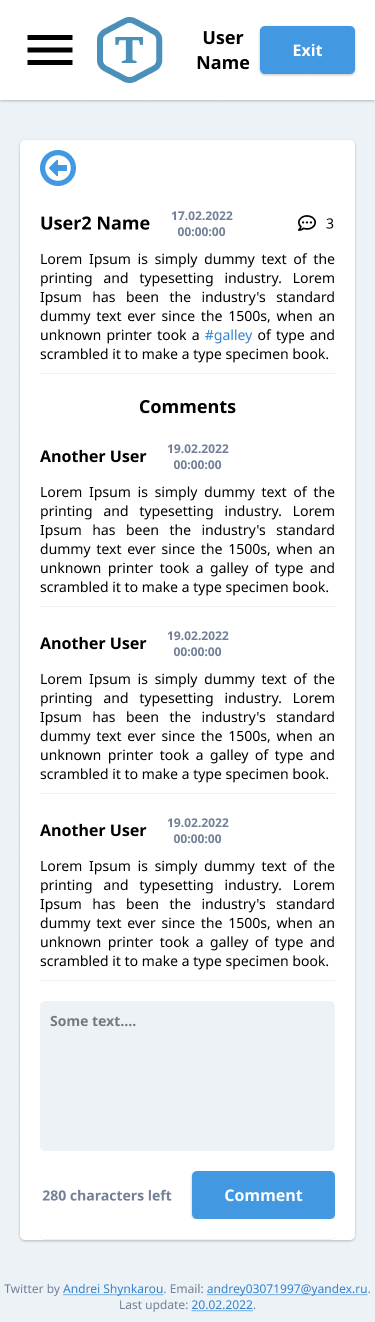 T
User
Name
Exit
User2 Name
17.02.2022
00:00:00
3
Lorem Ipsum is simply dummy text of the
printing and typesetting industry. Lorem
Ipsum has been the industry's standard
dummy text ever since the 1500s, when an
unknown printer took a #galley of type and
scrambled it to make a type specimen book.
Comments
Another User
19.02.2022
00:00:00
Lorem Ipsum is simply dummy text of the
printing and typesetting industry. Lorem
Ipsum has been the industry's standard
dummy text ever since the 1500s, when an
unknown printer took a galley of type and
scrambled it to make a type specimen book.
Another User
19.02.2022
00:00:00
Lorem Ipsum is simply dummy text of the
printing and typesetting industry. Lorem
Ipsum has been the industry's standard
dummy text ever since the 1500s, when an
unknown printer took a galley of type and
scrambled it to make a type specimen book.
Another User
19.02.2022
00:00:00
Lorem Ipsum is simply dummy text of the
printing and typesetting industry. Lorem
Ipsum has been the industry's standard
dummy text ever since the 1500s, when an
unknown printer took a galley of type and
scrambled it to make a type specimen book.
Some text....
280 characters left
Comment
Twitter by Andrei Shynkarou. Email: andrey03071997@yandex.ru.
Last update: 20.02.2022.